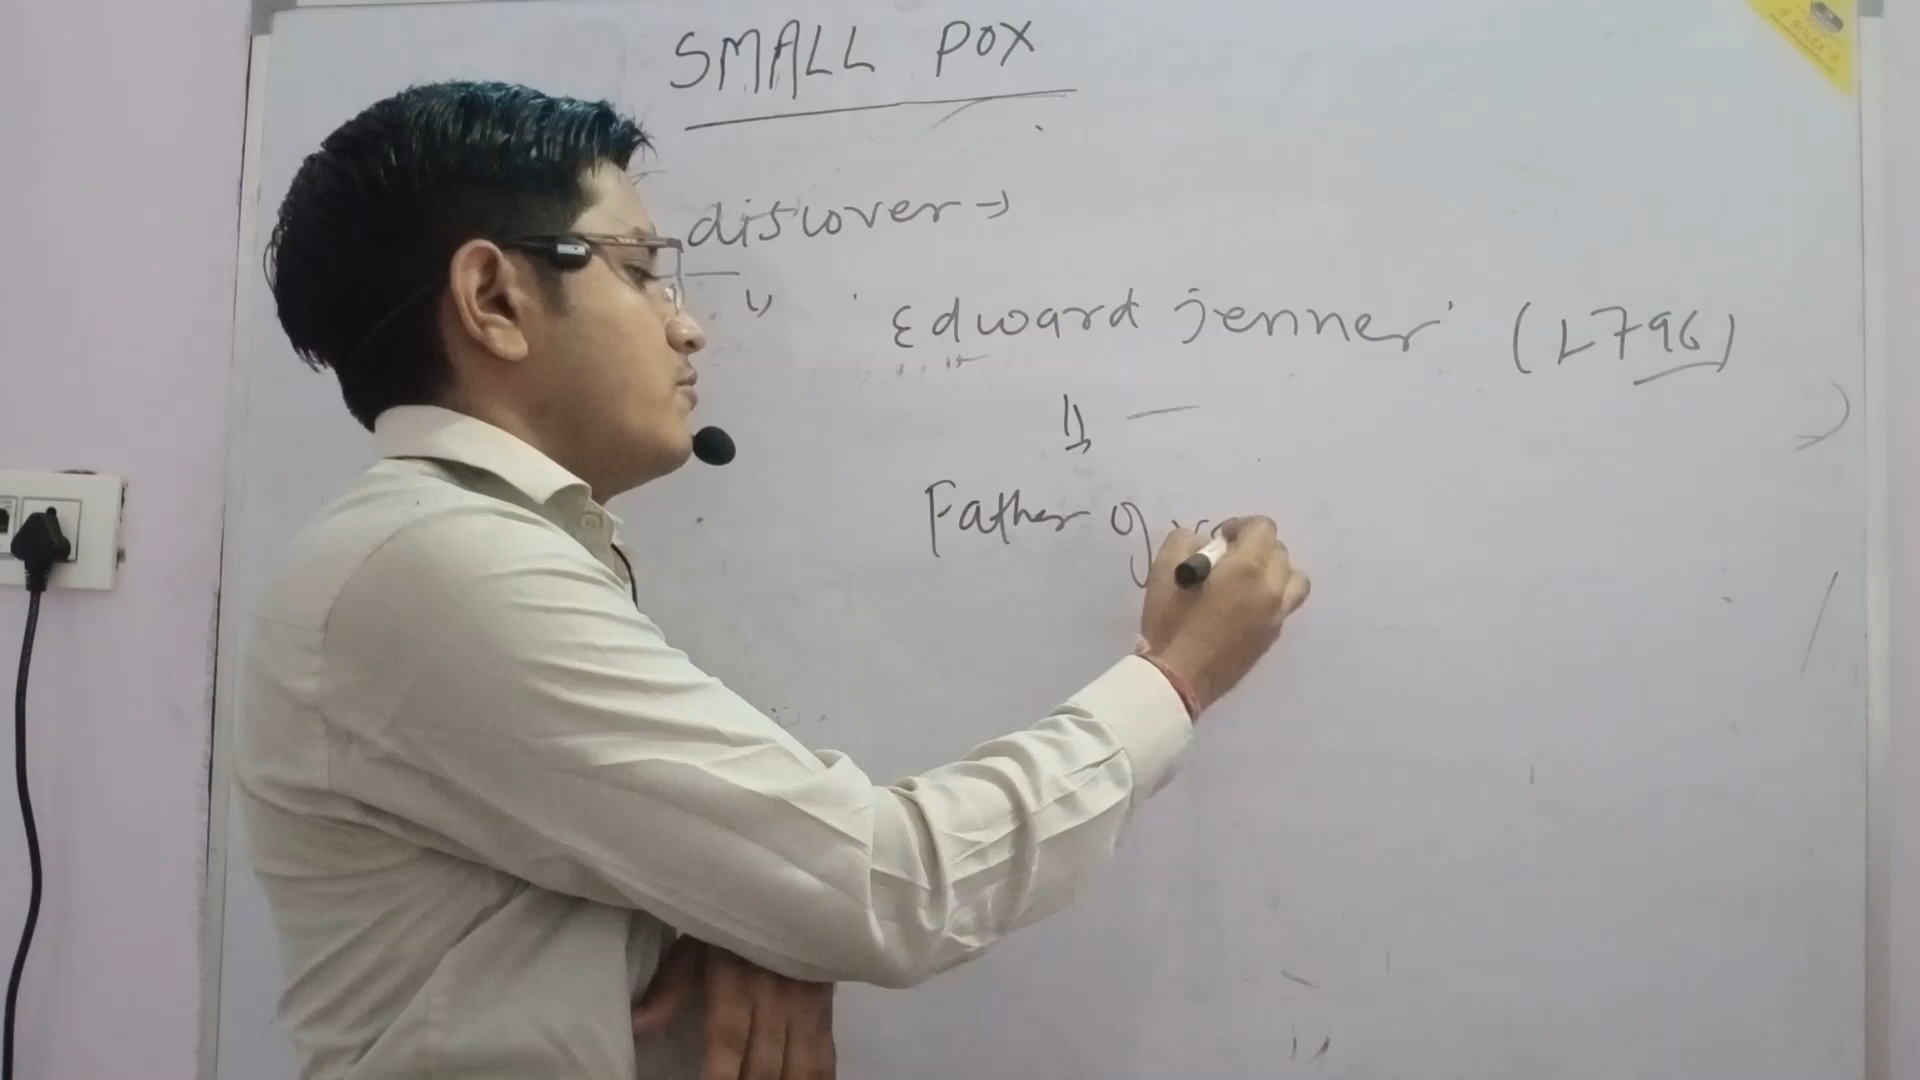 SMALL POX
discover →
Edward jenner (1796)
Father of